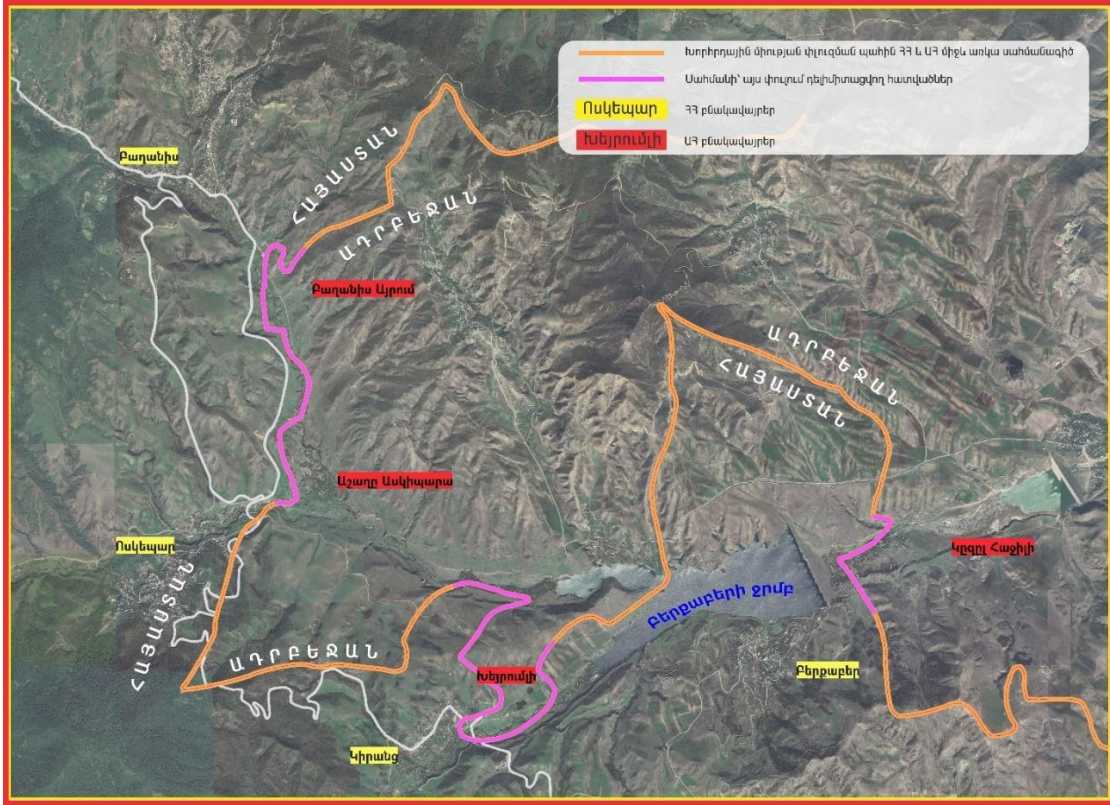 Խորհրդային միության փլուզման պահին ՀՀ և ԱՀ միջև առկա սահմանագիծ
Սահմանի՝ այս փուլում դելիմիտացվող հատվածներ
Ոսկեպար
ՀՀ բնակավայրեր
Խեյրումլի
ԱՀ բնակավայրեր
Բաղանիս
ՀԱՅԱՍՏԱՆ
ԱԴՐԲԵՋԱՆ
Բաղանիս Այրում
ԱԴՐԲԵՋԱՆ
ՀԱՅԱՍՏԱՆ
Աշաղը Ասկիպարա
Ոսկեպար
Կըզըլ Հաջիլի
ՀԱՅԱՍՏԱՆ
Բերքաբերի ջրմբ
ԱԴՐԲԵՋԱՆ
Խեյրումլի
Բերքաբեր
Կիրանց